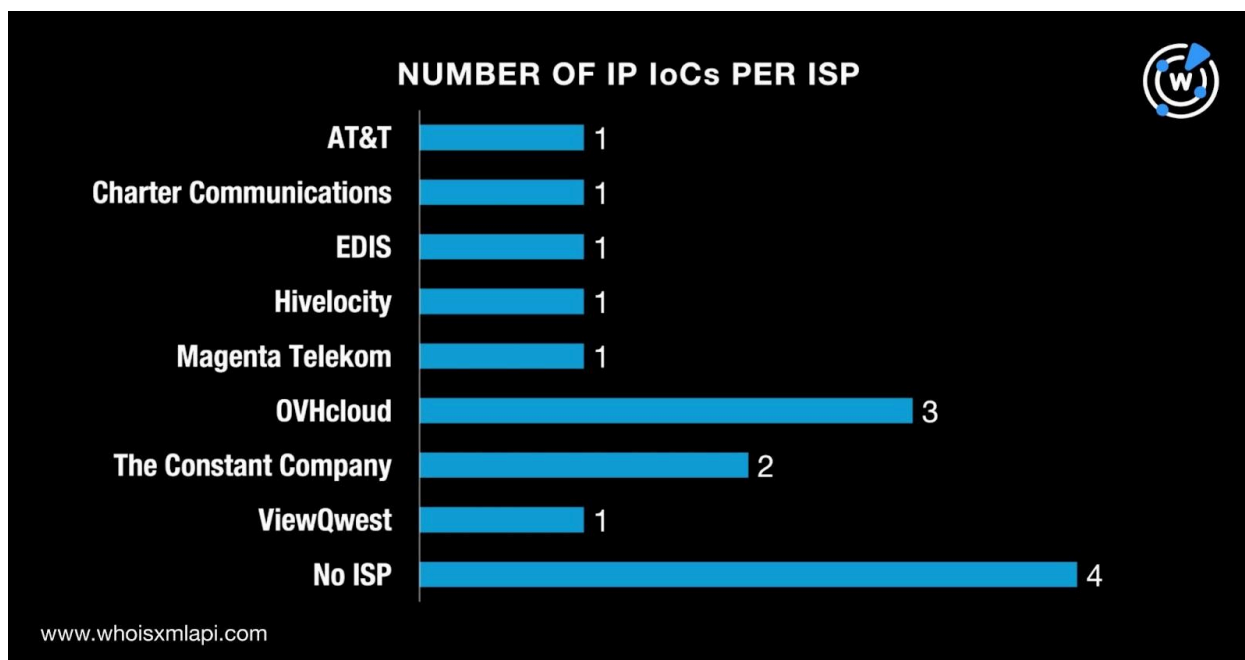 NUMBER OF IP IoCs PER ISP
W
AT&T 1
Charter Communications 1
EDIS 1
Hivelocity 1
Magenta Telekom 1
OVHcloud 3
The Constant Company 2
ViewQwest 1
No ISP 4
www.whoisxmlapi.com